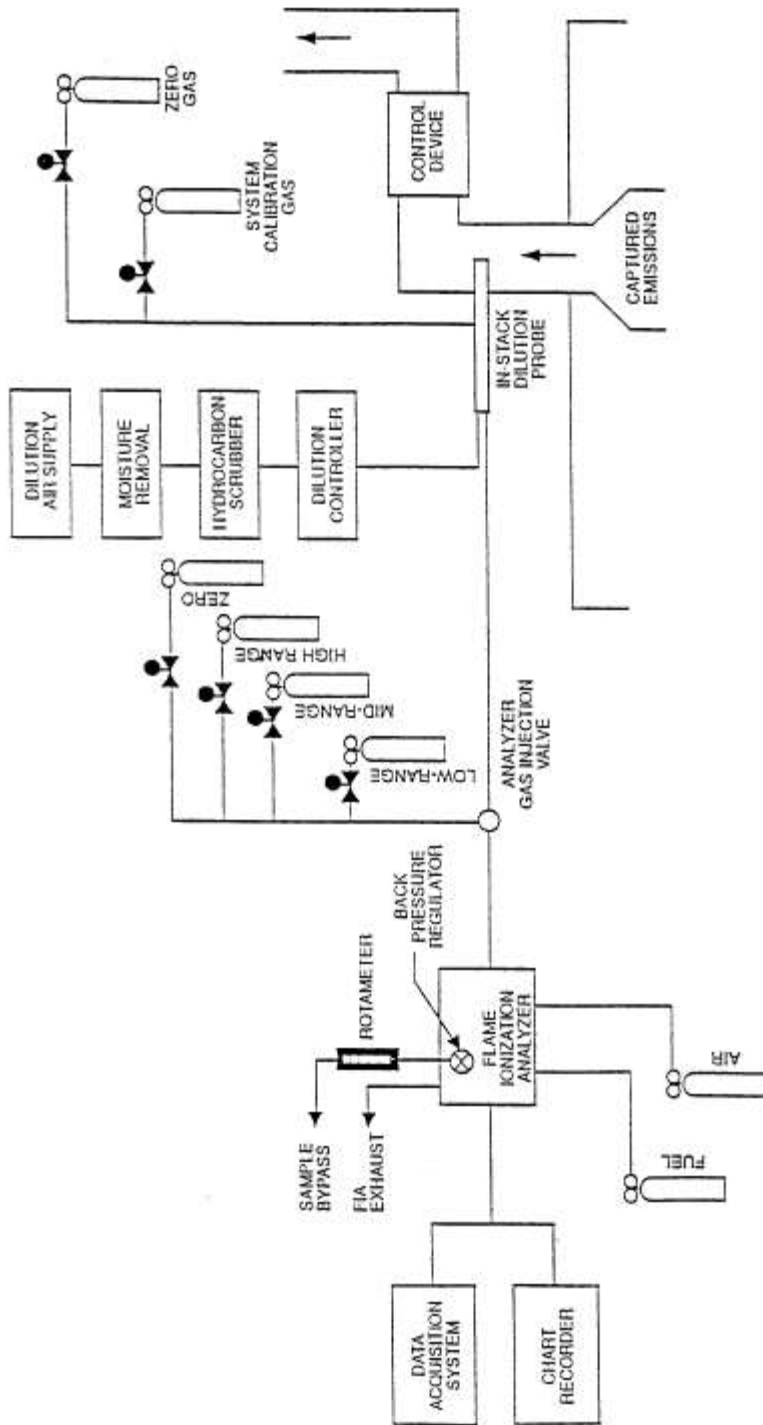 ZERO
GAS
SYSTEM
CALIBRATION
GAS
CONTROL
DEVICE
CAPTURED
EMISSIONS
IN-STACK
DILUTION
PROBE
DILUTION
AIR SUPPLY
MOISTURE
REMOVAL
HYDROCARBON
SCRUBBER
DILUTION
CONTROLLER
ZERO
HIGH RANGE
MID-RANGE
LOW-RANGE
ANALYZER
GAS INJECTION
VALVE
BACK
PRESSURE
REGULATOR
ROTAMETER
SAMPLE
BYPASS
FIA
EXHAUST
FLAME
IONIZATION
ANALYZER
AIR
FUEL
DATA
ACQUISITION
SYSTEM
CHART
RECORDER